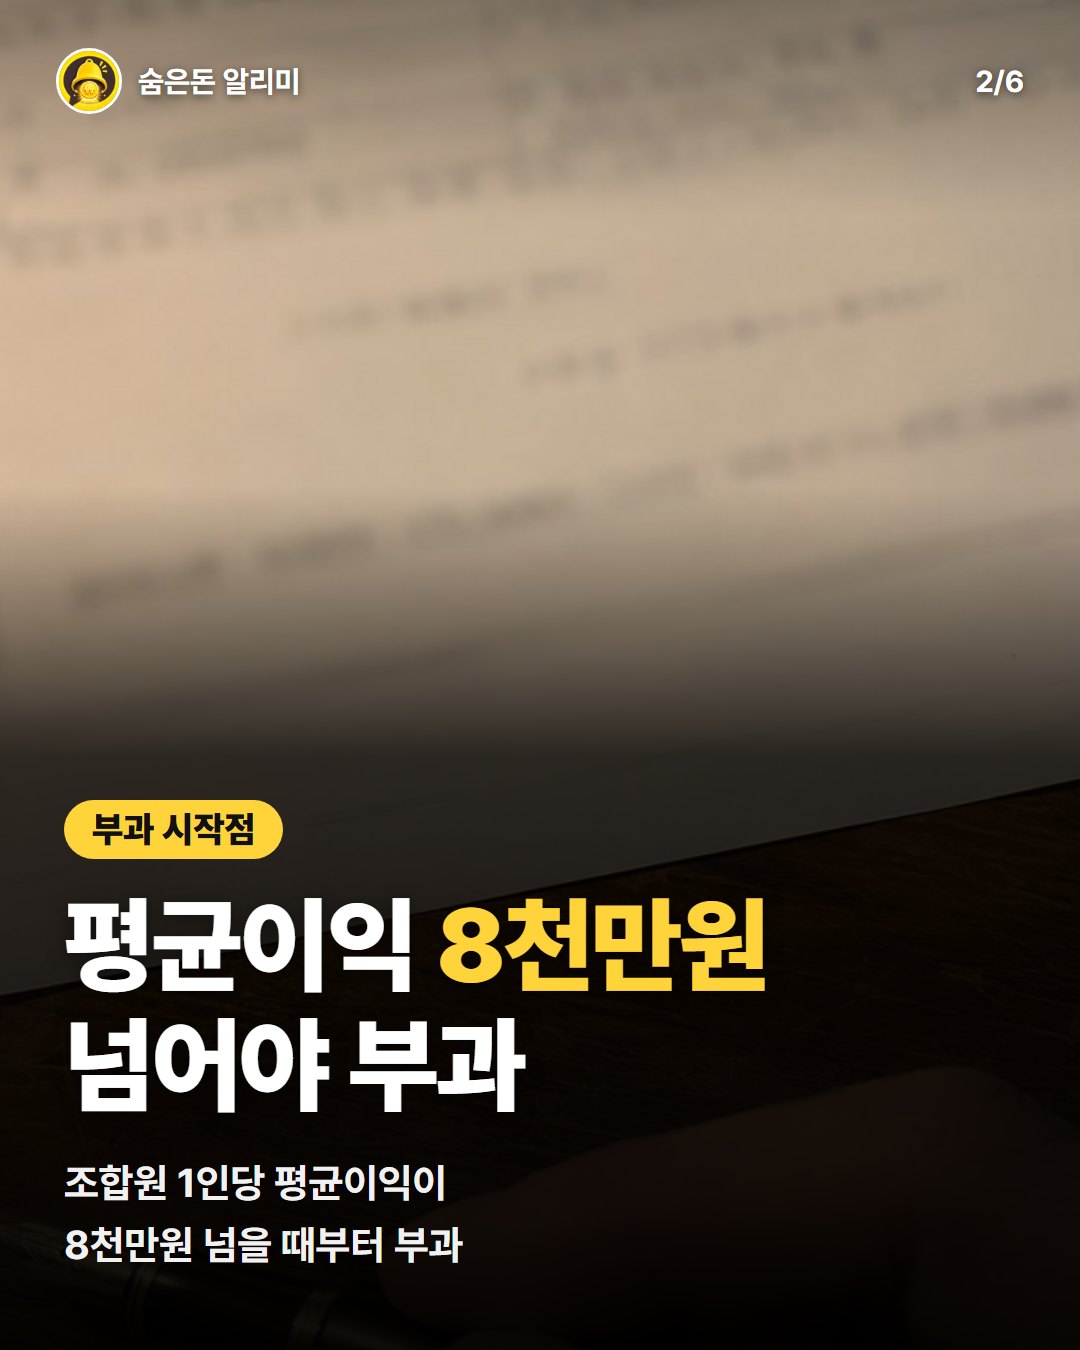 숨은돈 알리미
2/6
부과 시작점
평균이익 8천만원
넘어야 부과
조합원 1인당 평균이익이
8천만원 넘을 때부터 부과